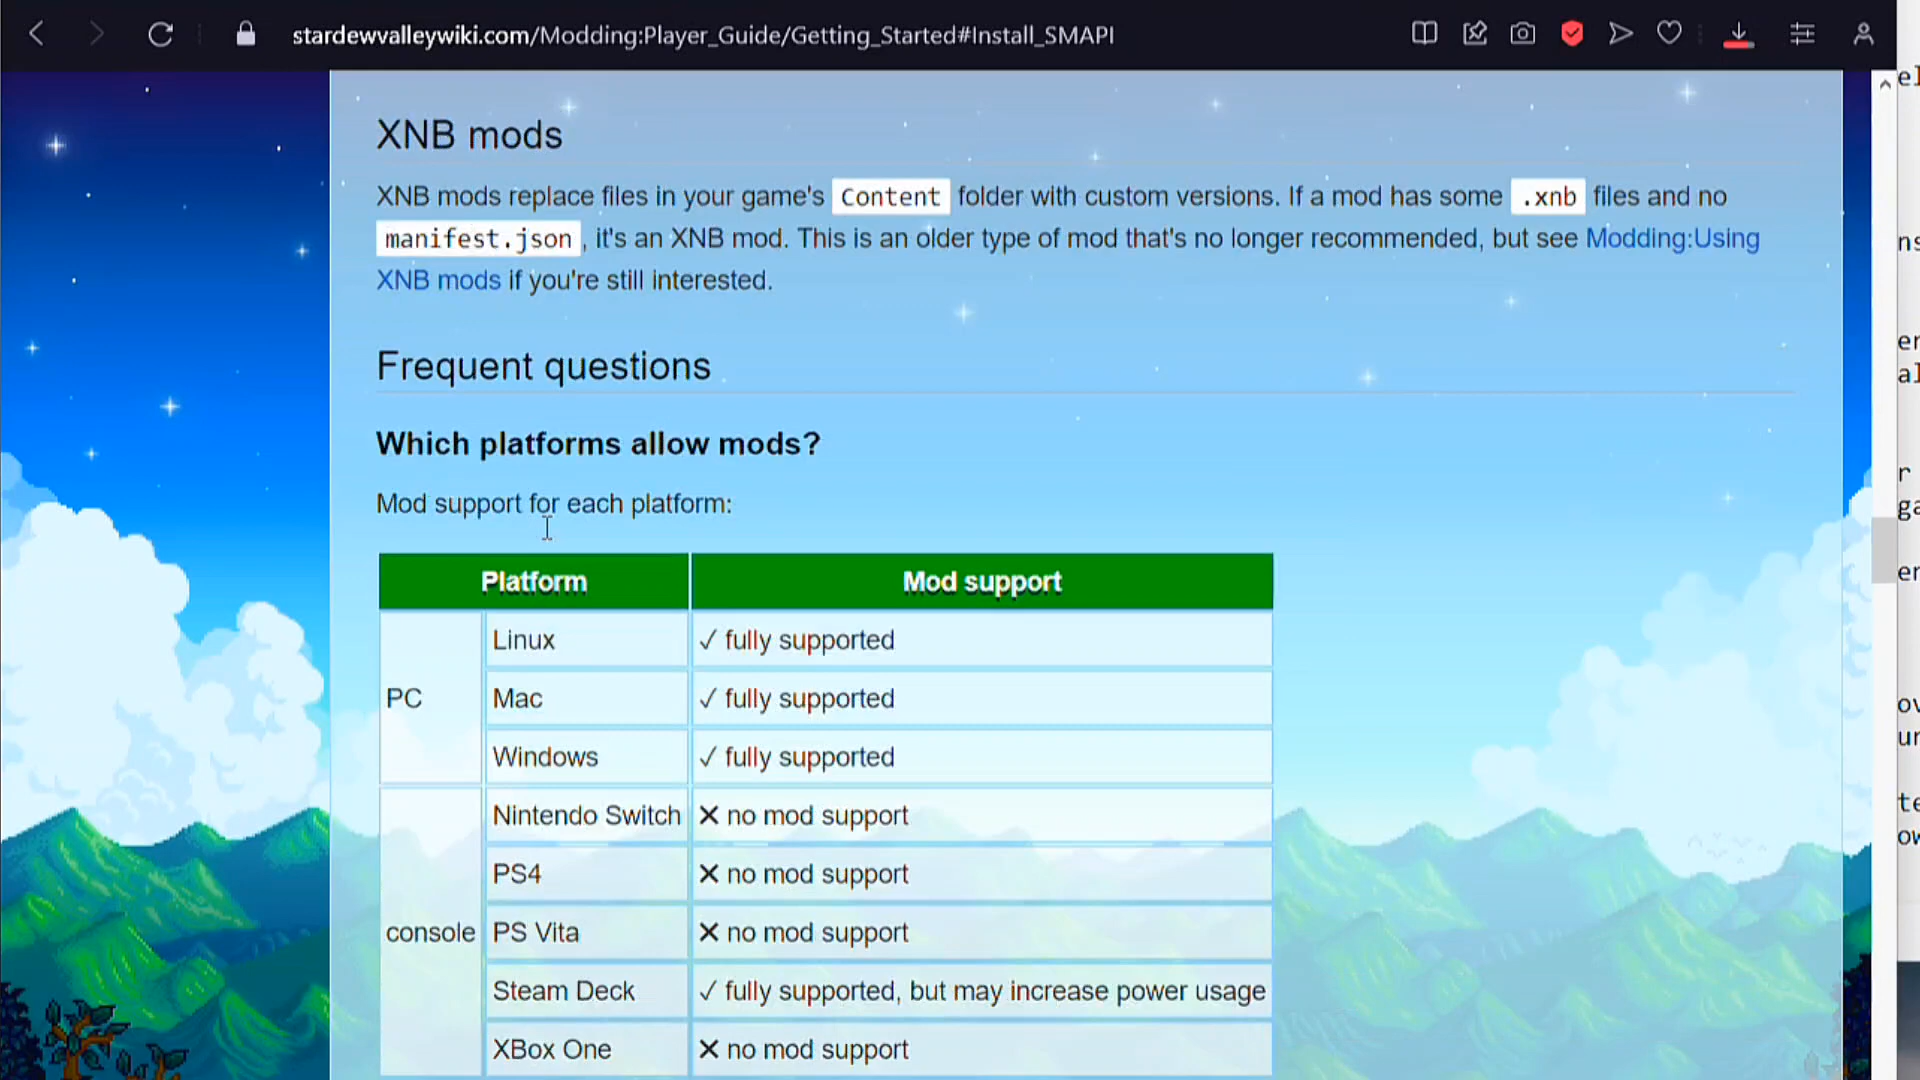 stardewvalleywiki.com/Modding:Player_Guide/Getting_Started#Install_SMAPI
XNB mods
XNB mods replace files in your game's Content folder with custom versions. If a mod has some .xnb files and no
manifest.json , it's an XNB mod. This is an older type of mod that's no longer recommended, but see Modding:Using
XNB mods if you're still interested.
Frequent questions
Which platforms allow mods?
Mod support for each platform:
Platform Mod support
PC
Linux ✓ fully supported
Mac ✓ fully supported
Windows ✓ fully supported
console
Nintendo Switch ✕ no mod support
PS4 ✕ no mod support
PS Vita ✕ no mod support
Steam Deck ✓ fully supported, but may increase power usage
XBox One ✕ no mod support